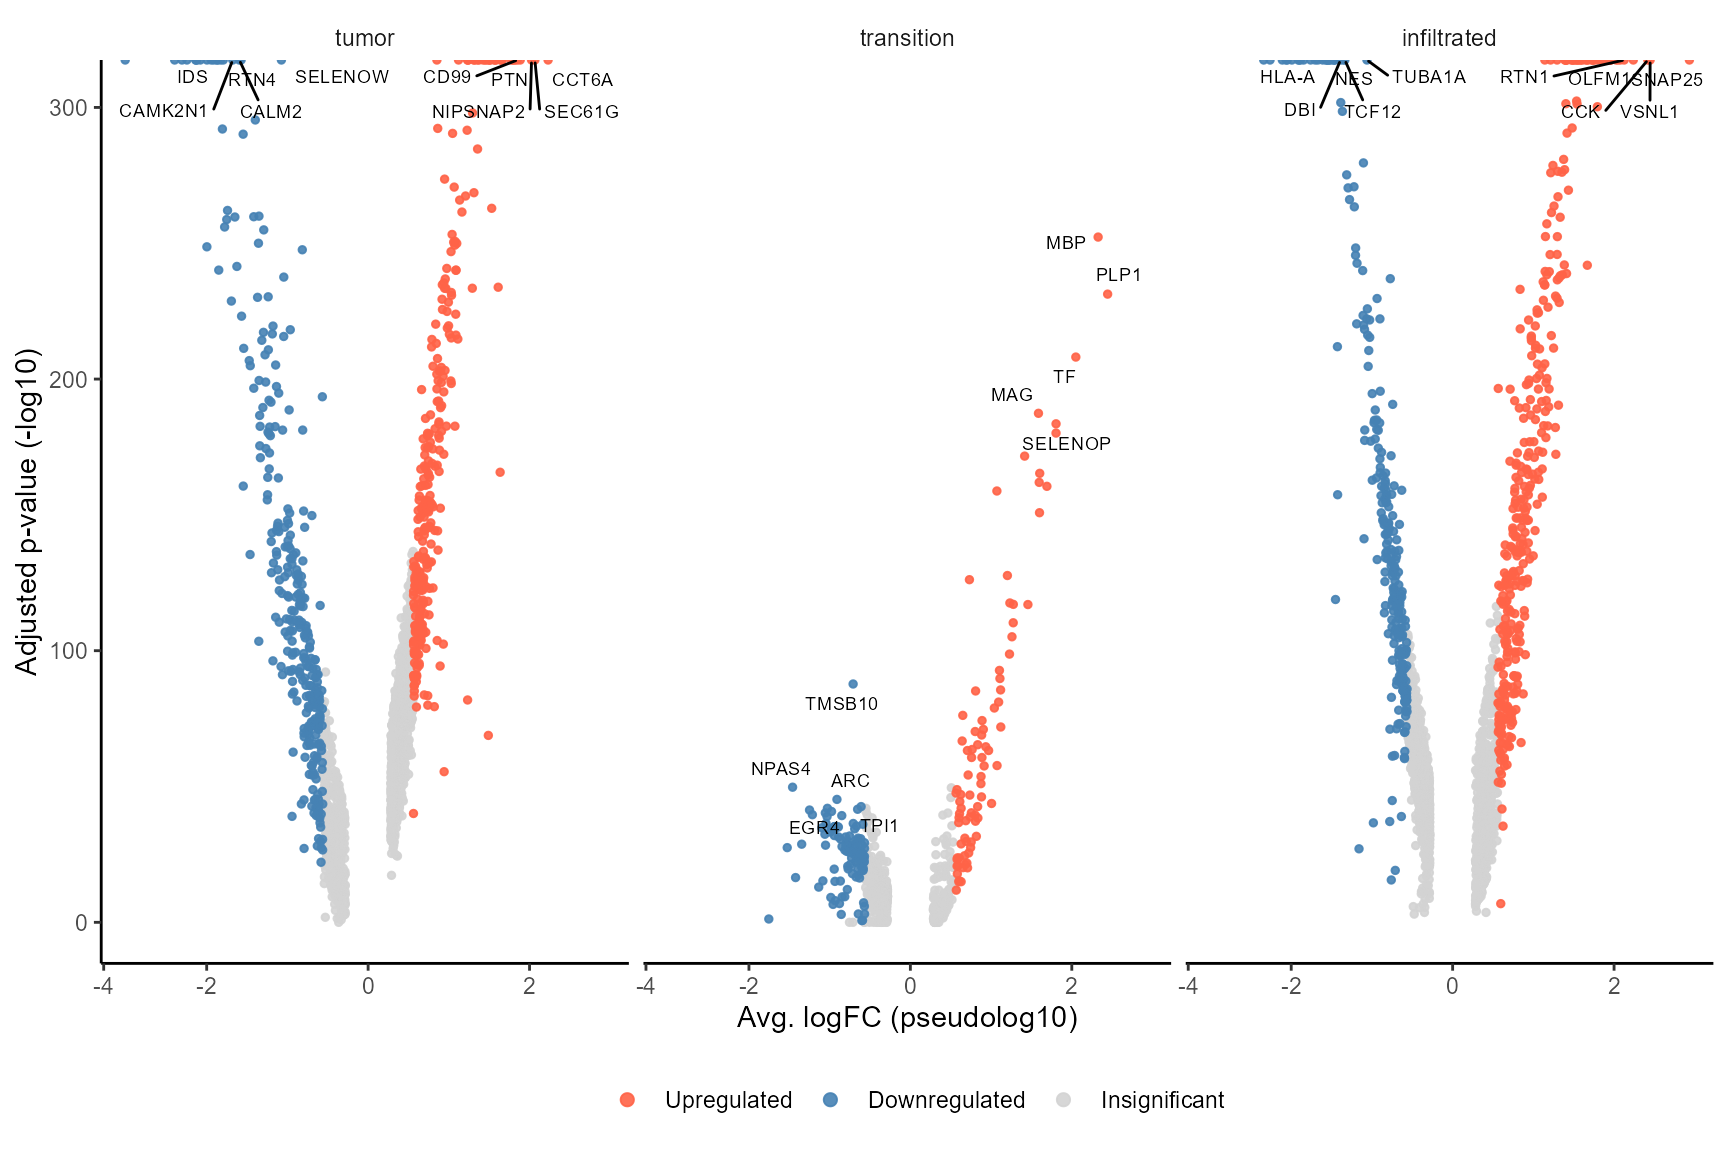 tumor transition infiltrated
IDS RTN4 SELENOW CD99 PTN CCT6A HLA-A NES TUBA1A RTN1 OLFM1 SNAP25
CAMK2N1 CALM2 NIPSNAP2 SEC61G DBI TCF12 CCK VSNL1
300
MBP
PLP1
200
TF
MAG
SELENOP
100
TMSB10
NPAS4
ARC
EGR4 TPI1
0
Adjusted p-value (-log10)
-4 -2 0 2 -4 -2 0 2 -4 -2 0 2
Avg. logFC (pseudolog10)
Upregulated Downregulated Insignificant